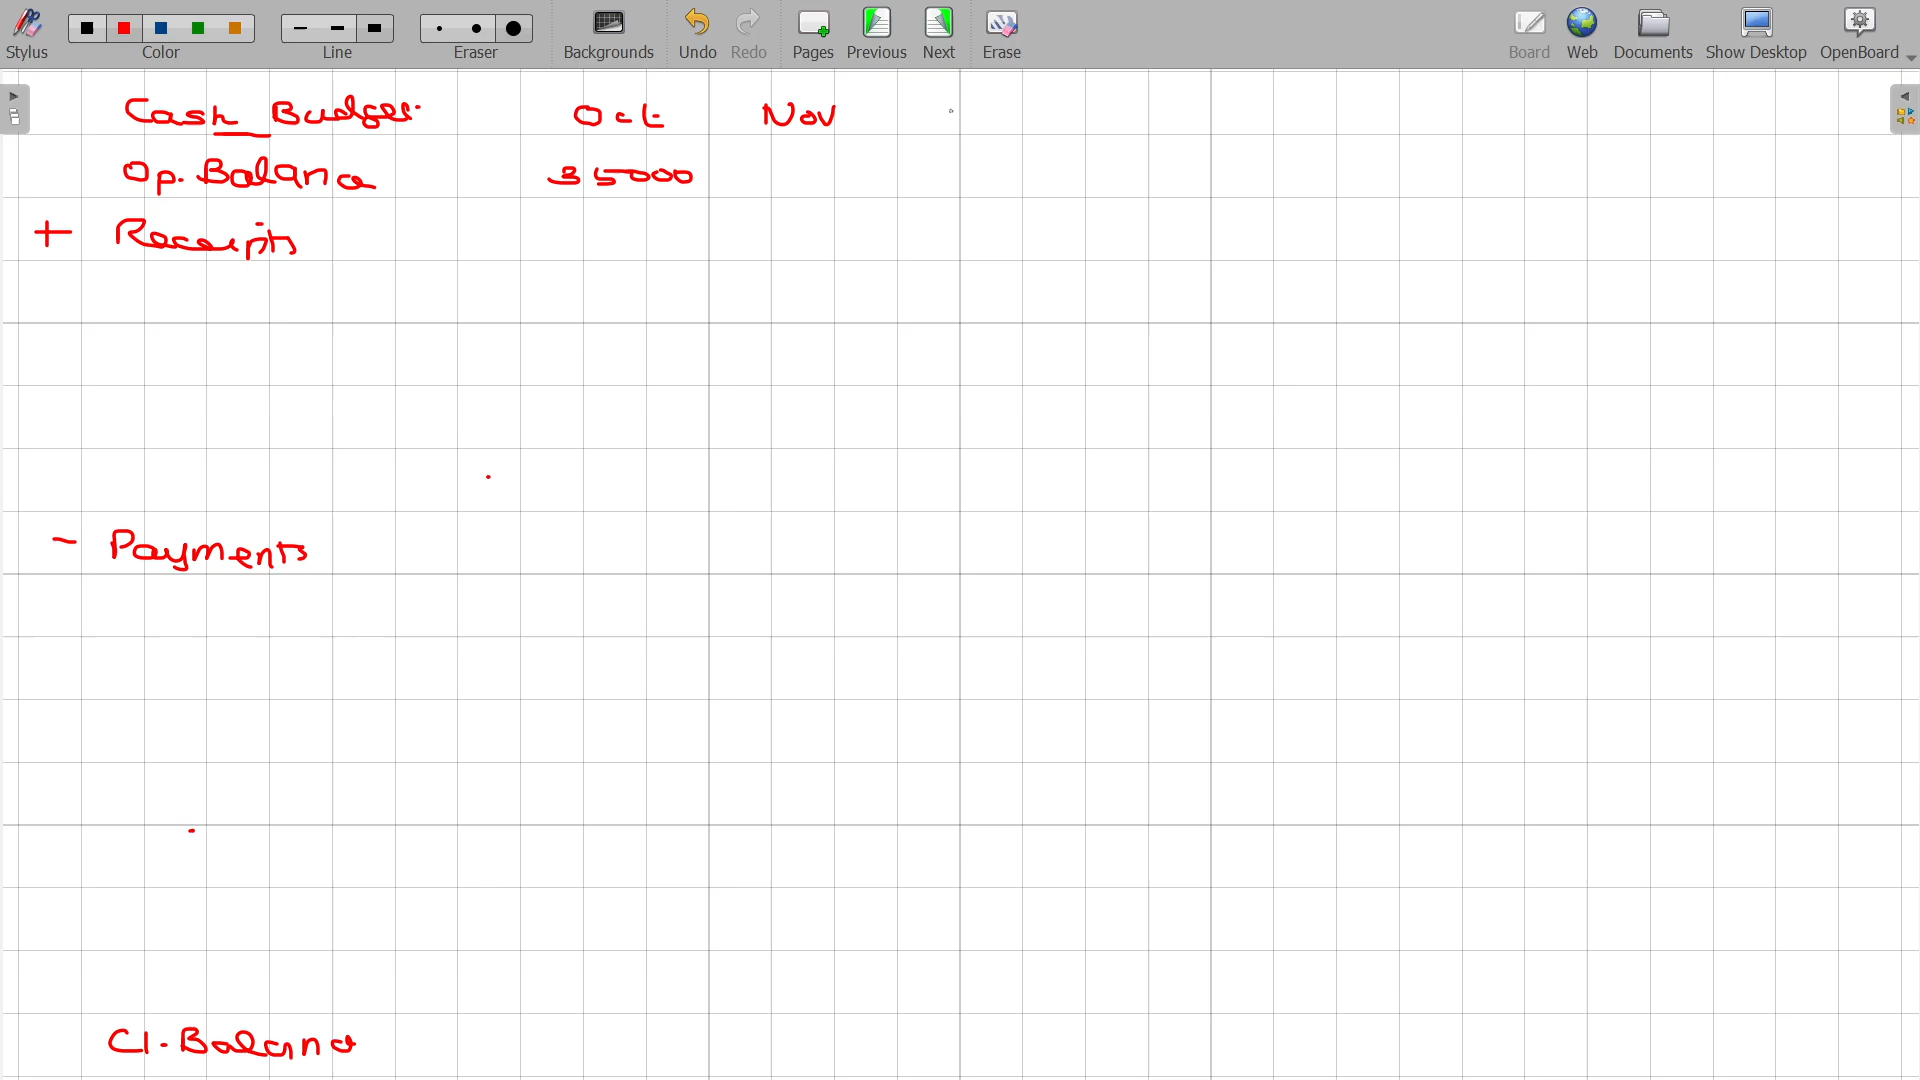 Stylus Color Line Eraser Backgrounds Undo Redo Pages Previous Next Erase Board Web Documents Show Desktop OpenBoard
Cash Budget Oct Nov
Op. Balance 35000
+ Receipts
- Payments
Cl. Balance